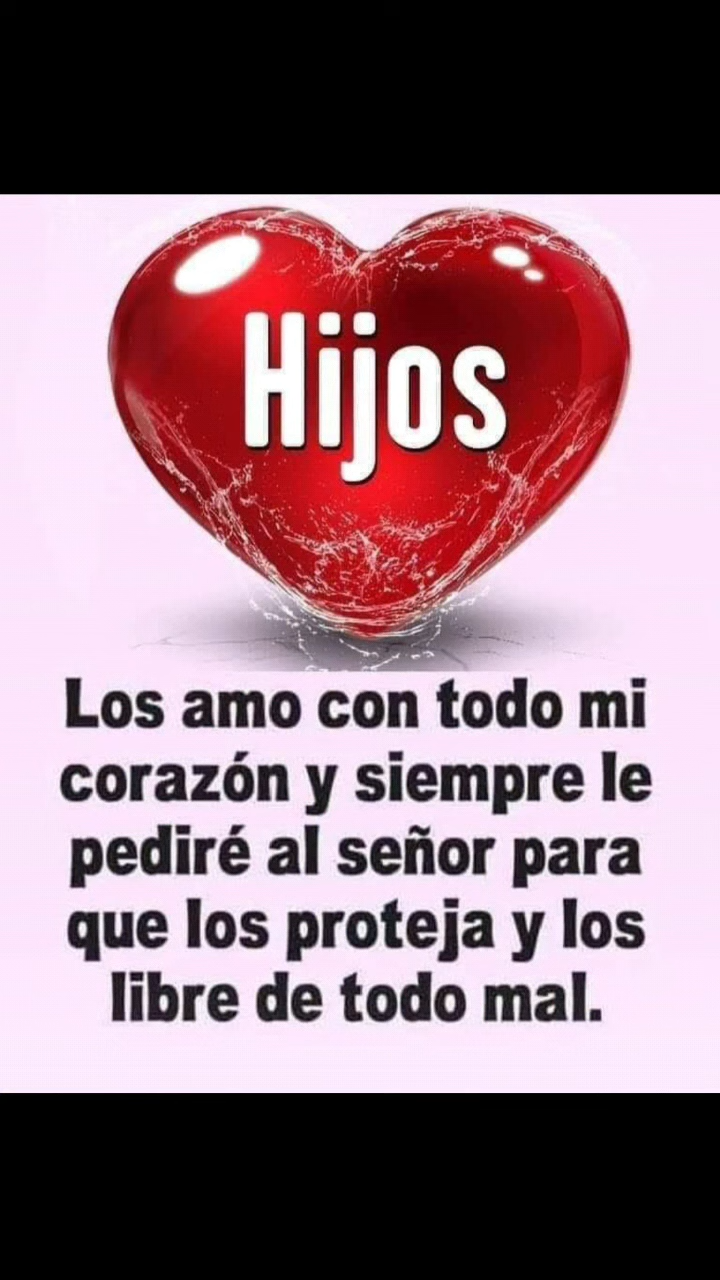 Hijos
Los amo con todo mi
corazón y siempre le
pediré al señor para
que los proteja y los
libre de todo mal.